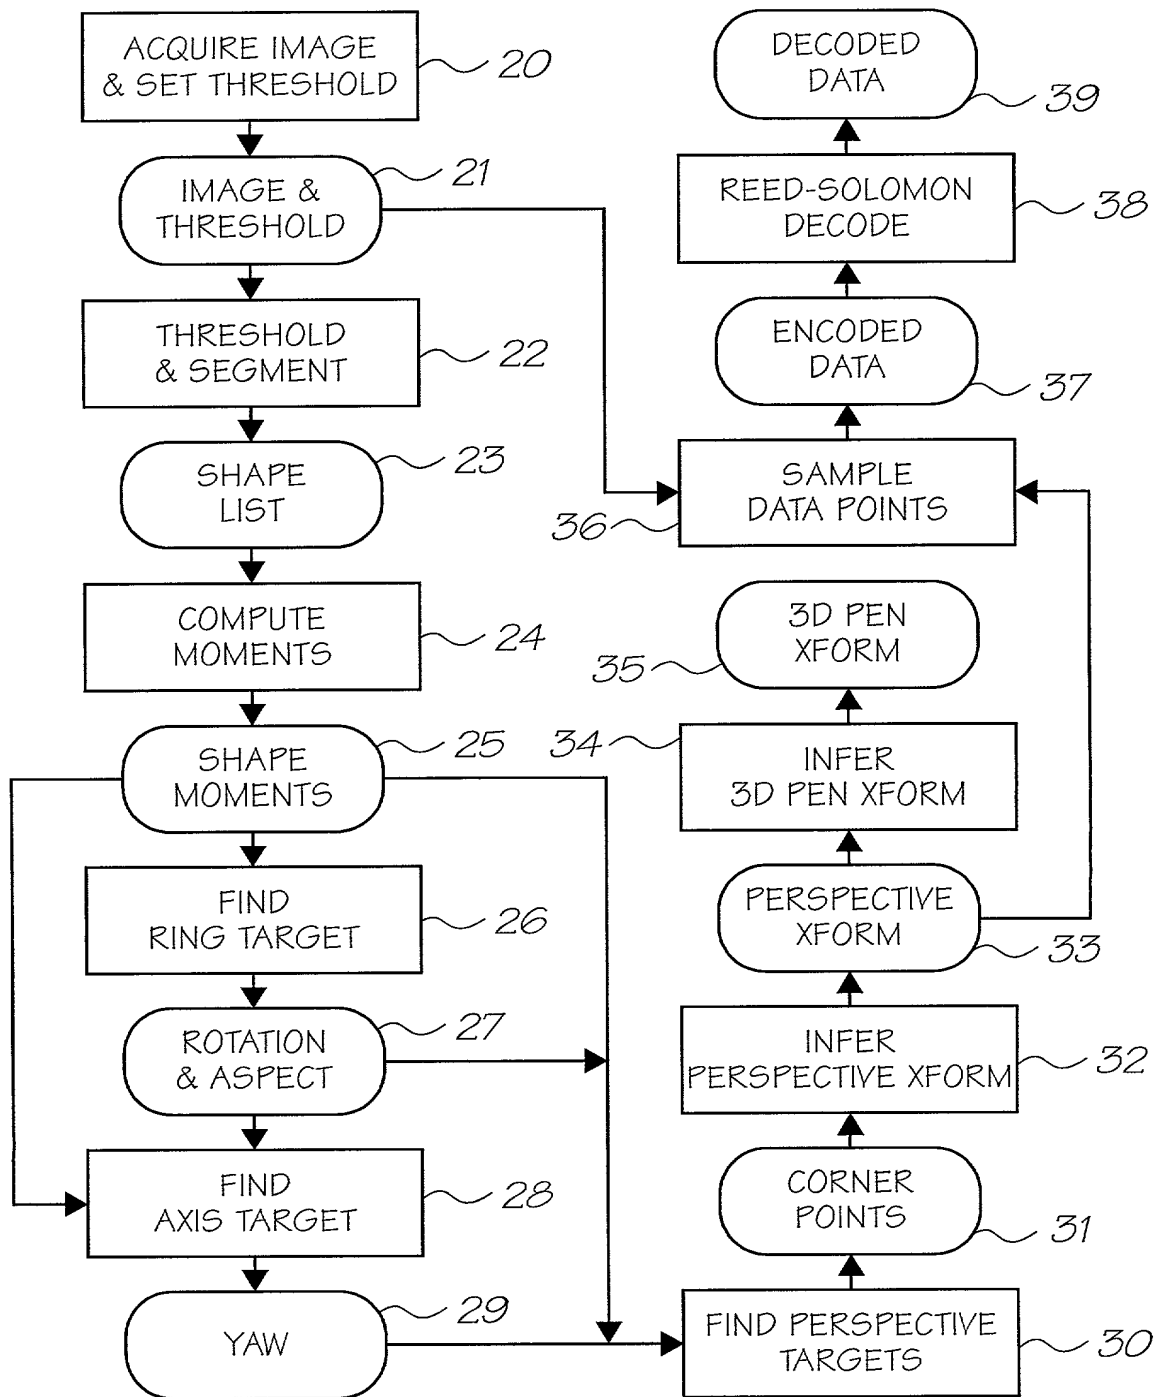 ACQUIRE IMAGE
& SET THRESHOLD
20
IMAGE &
THRESHOLD
21
THRESHOLD
& SEGMENT
22
SHAPE
LIST
23
COMPUTE
MOMENTS
24
SHAPE
MOMENTS
25
FIND
RING TARGET
26
ROTATION
& ASPECT
27
FIND
AXIS TARGET
28
YAW
29
DECODED
DATA
39
REED-SOLOMON
DECODE
38
ENCODED
DATA
37
SAMPLE
DATA POINTS
36
3D PEN
XFORM
35
34
INFER
3D PEN XFORM
PERSPECTIVE
XFORM
33
INFER
PERSPECTIVE XFORM
32
CORNER
POINTS
31
FIND PERSPECTIVE
TARGETS
30